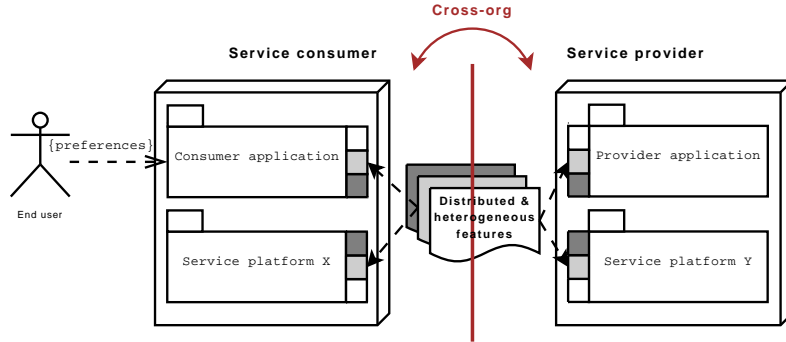 Cross-org
Service consumer
Service provider
{preferences}
Consumer application
Provider application
End user
Distributed &
heterogeneous
features
Service platform X
Service platform Y